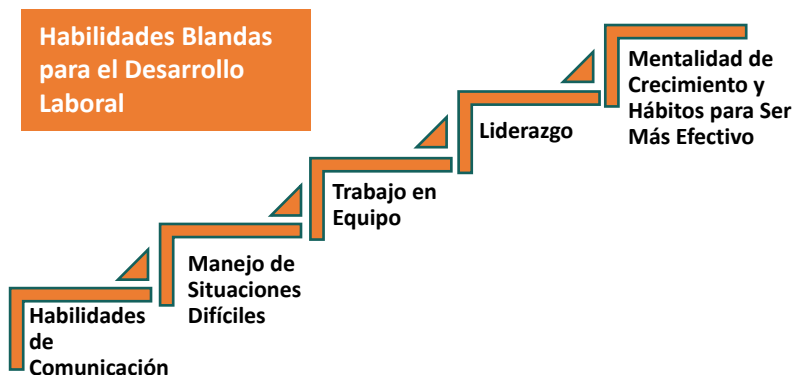 Habilidades Blandas
para el Desarrollo
Laboral
Habilidades
de
Comunicación
Manejo de
Situaciones
Difíciles
Trabajo en
Equipo
Liderazgo
Mentalidad de
Crecimiento y
Hábitos para Ser
Más Efectivo